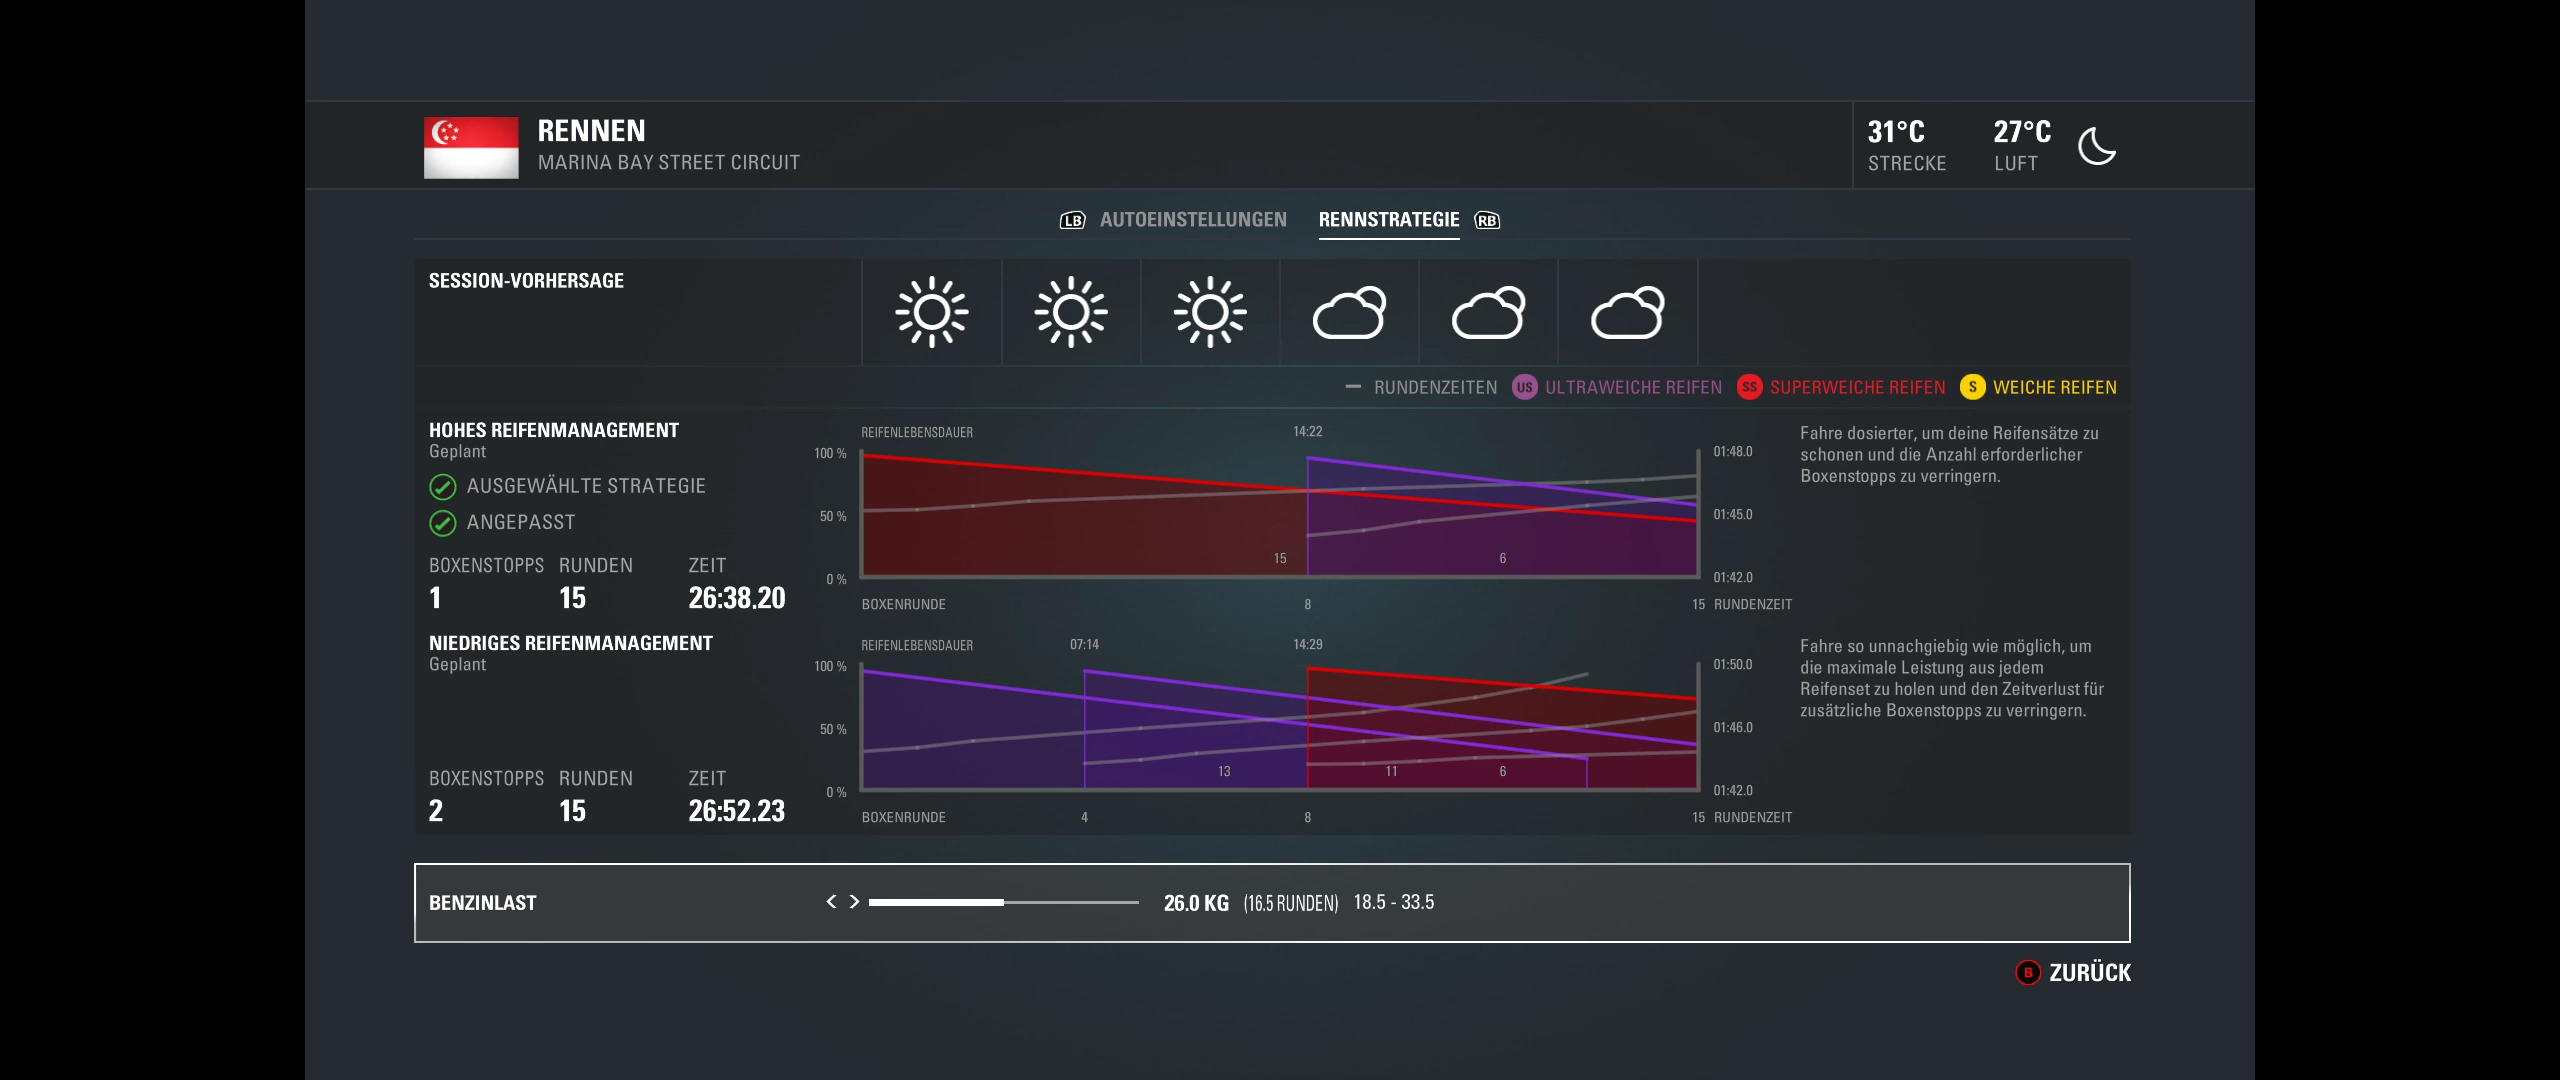 RENNEN
MARINA BAY STREET CIRCUIT
31°C 27°C
STRECKE LUFT
LB AUTOEINSTELLUNGEN RENNSTRATEGIE RB
SESSION-VORHERSAGE
RUNDENZEITEN US ULTRAWEICHE REIFEN SS SUPERWEICHE REIFEN S WEICHE REIFEN
HOHES REIFENMANAGEMENT
Geplant
AUSGEWÄHLTE STRATEGIE
ANGEPASST
BOXENSTOPPS RUNDEN ZEIT
1 15 26:38.20
REIFENLEBENSDAUER 14:22
100 % 01:48.0
50 % 01:45.0
15 6
0 % 01:42.0
BOXENRUNDE 8 15 RUNDENZEIT
Fahre dosierter, um deine Reifensätze zu
schonen und die Anzahl erforderlicher
Boxenstopps zu verringern.
NIEDRIGES REIFENMANAGEMENT
Geplant
BOXENSTOPPS RUNDEN ZEIT
2 15 26:52.23
REIFENLEBENSDAUER 07:14 14:29
100 % 01:50.0
50 % 01:46.0
13 11 6
0 % 01:42.0
BOXENRUNDE 4 8 15 RUNDENZEIT
Fahre so unnachgiebig wie möglich, um
die maximale Leistung aus jedem
Reifenset zu holen und den Zeitverlust für
zusätzliche Boxenstopps zu verringern.
BENZINLAST < > 26.0 KG (16.5 RUNDEN) 18.5 - 33.5
B ZURÜCK